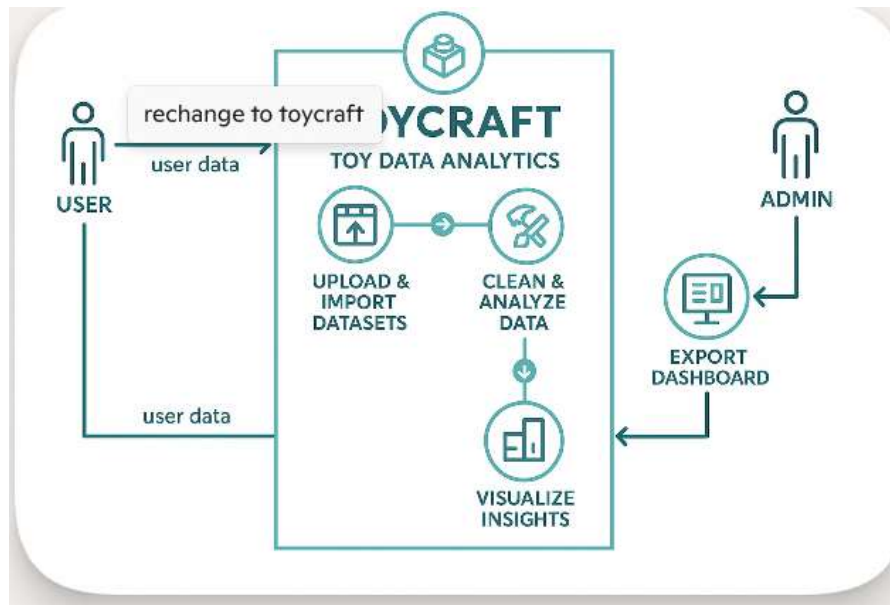 rechange to toycraft
OYCRAFT
TOY DATA ANALYTICS
user data
USER
ADMIN
UPLOAD &
IMPORT
DATASETS
CLEAN &
ANALYZE
DATA
EXPORT
DASHBOARD
user data
VISUALIZE
INSIGHTS